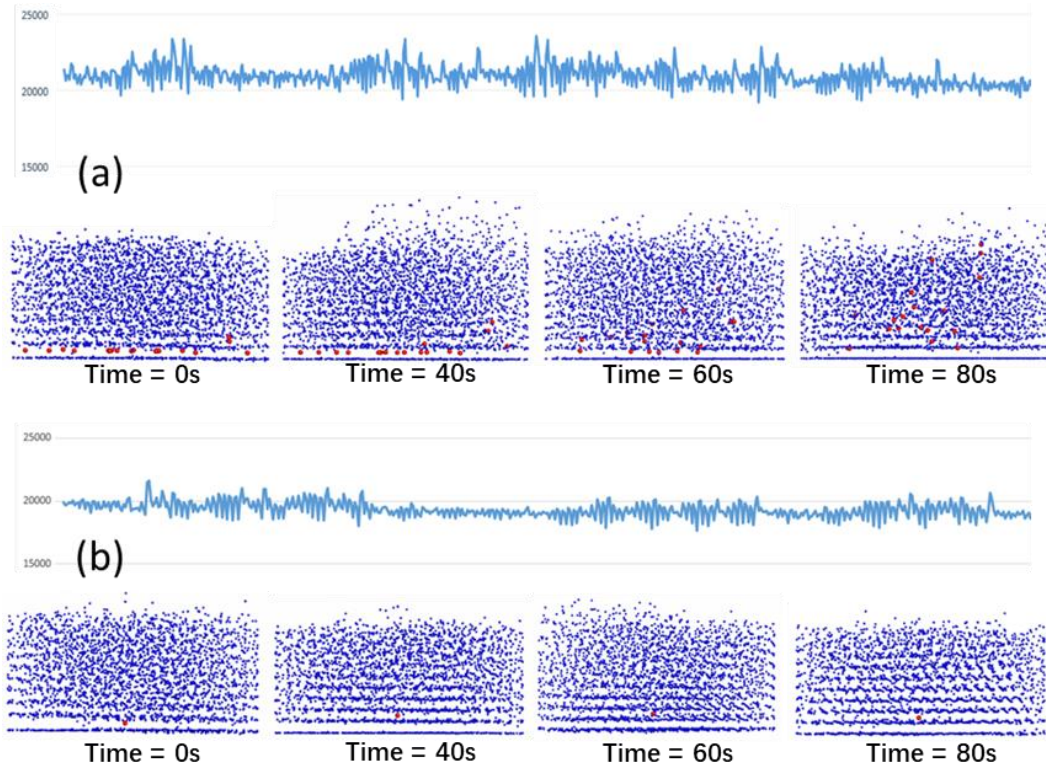 25000
20000
15000
(a)
Time = 0s
Time = 40s
Time = 60s
Time = 80s
25000
20000
15000
(b)
Time = 0s
Time = 40s
Time = 60s
Time = 80s